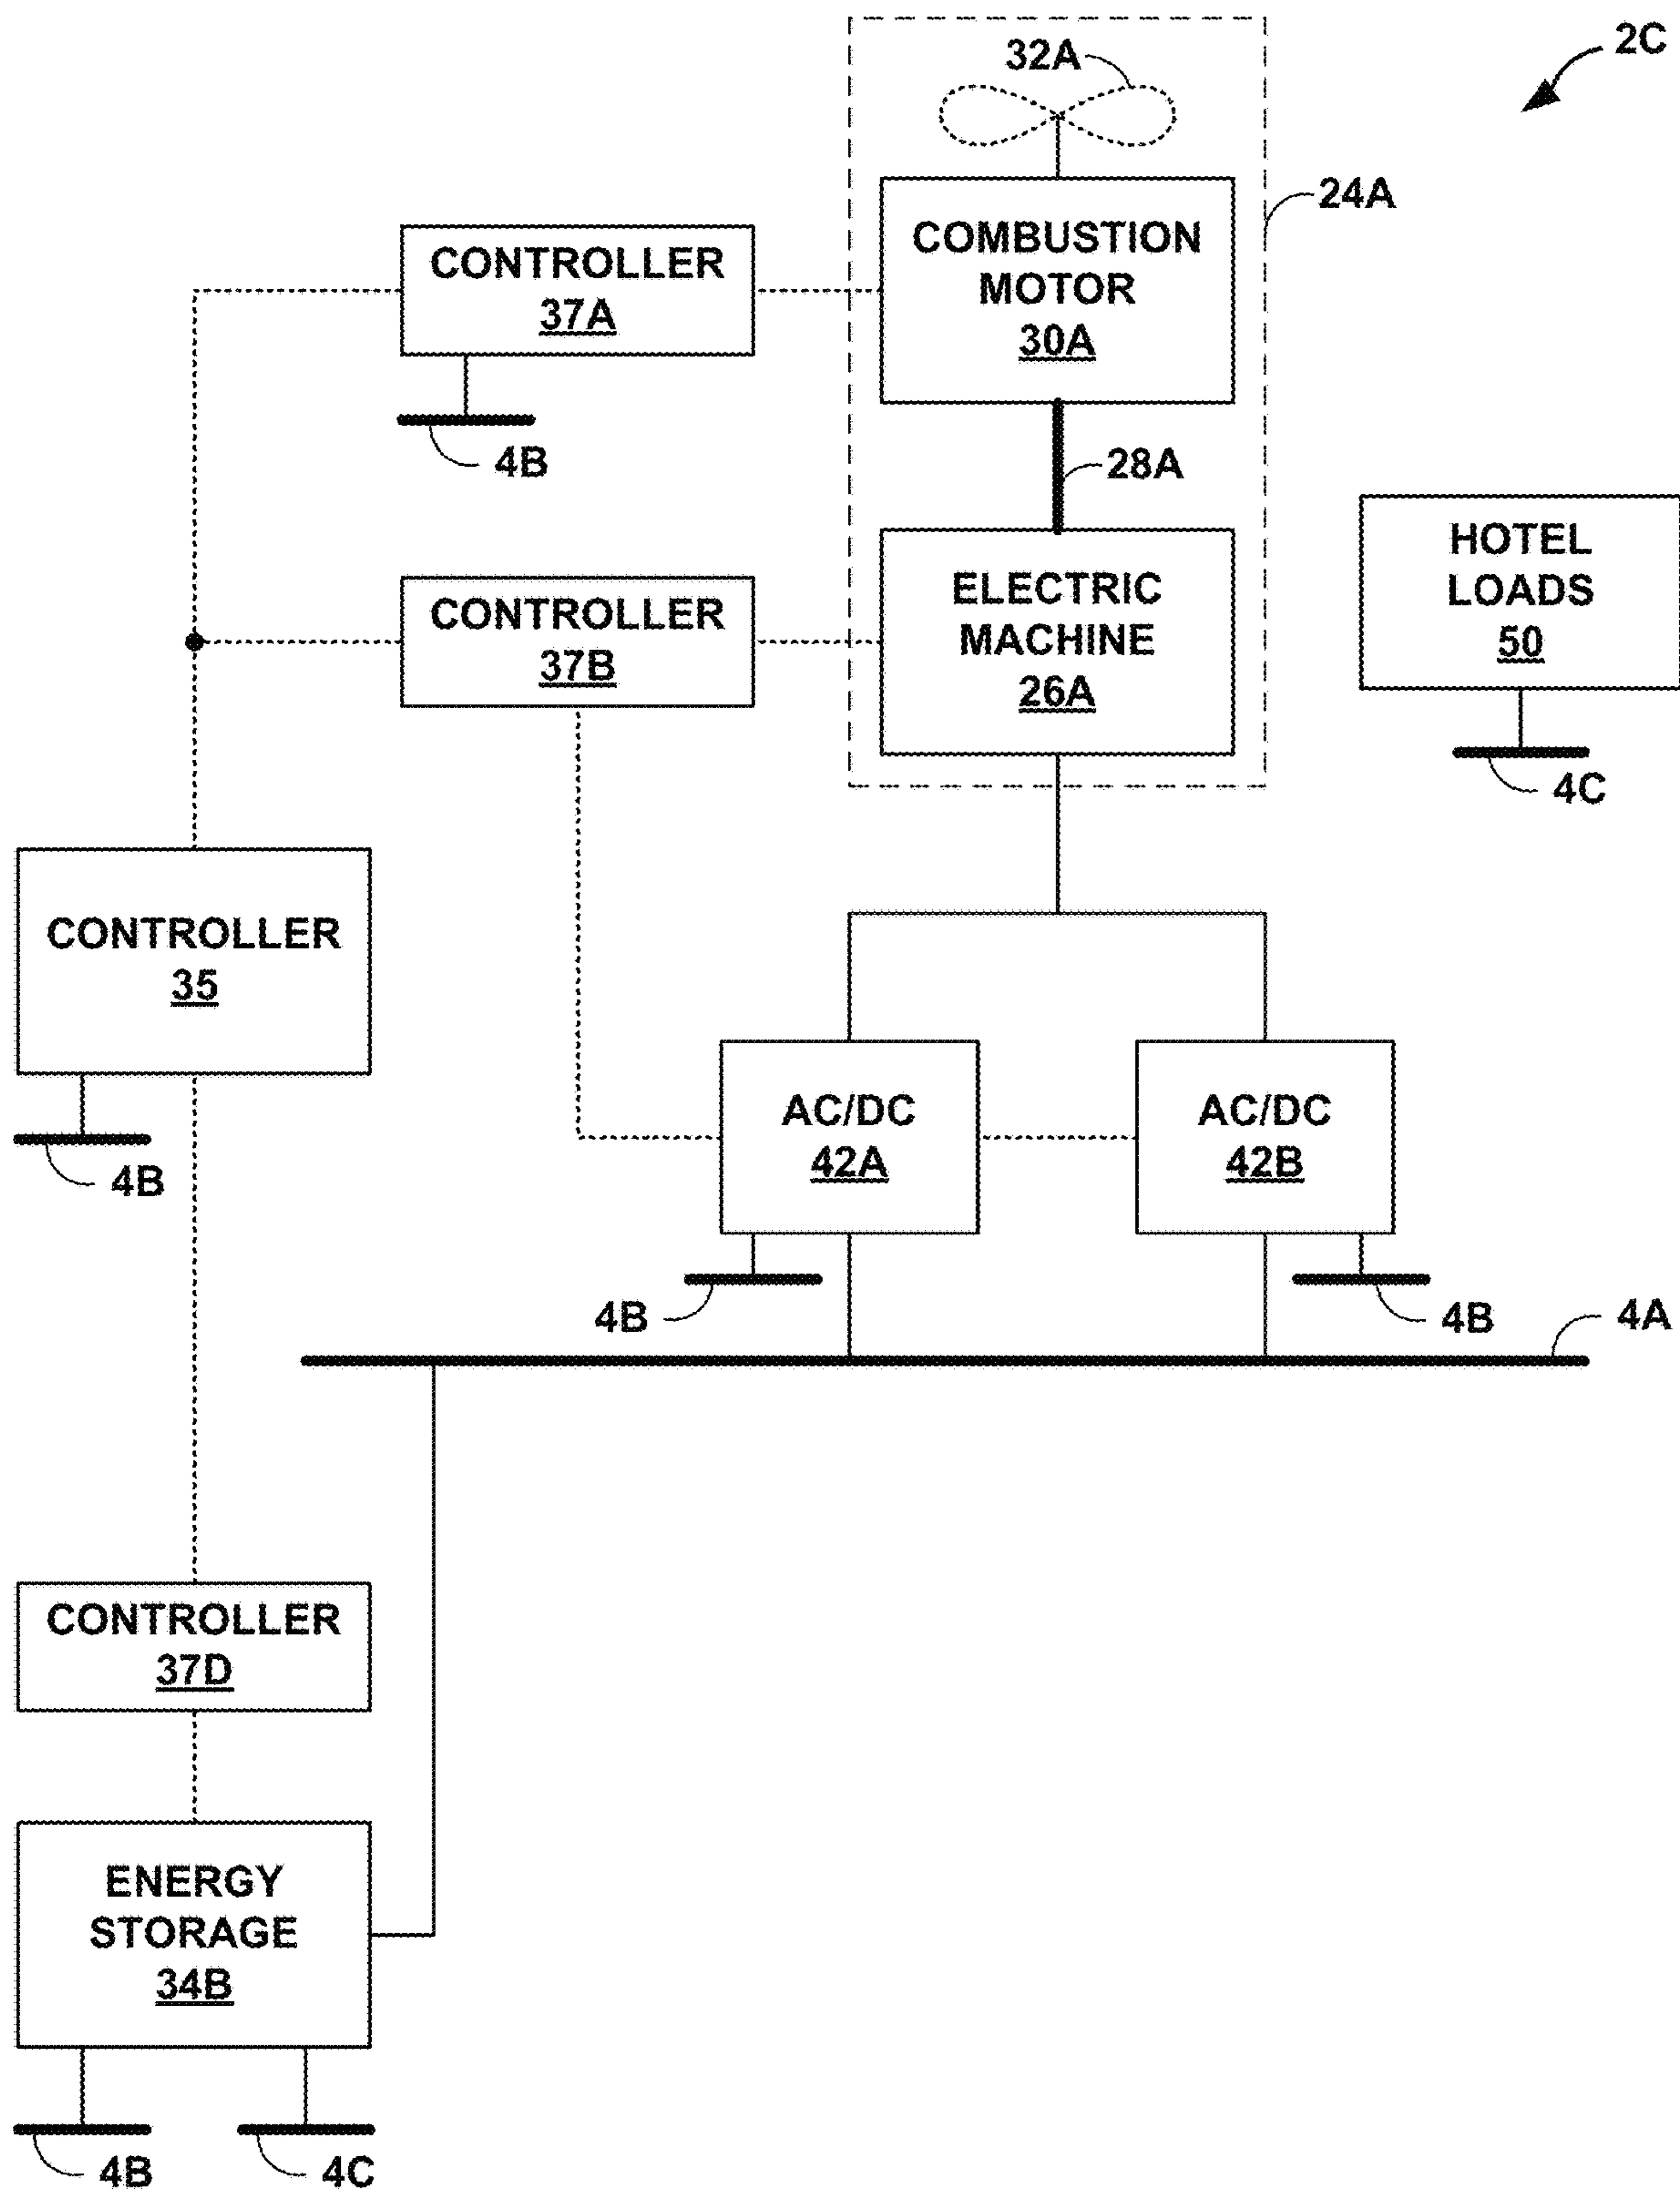 2C
32A
24A
COMBUSTION
MOTOR
30A
CONTROLLER
37A
4B
28A
HOTEL
LOADS
50
4C
ELECTRIC
MACHINE
26A
CONTROLLER
37B
CONTROLLER
35
4B
AC/DC
42A
AC/DC
42B
4B
4B
4A
CONTROLLER
37D
ENERGY
STORAGE
34B
4B
4C